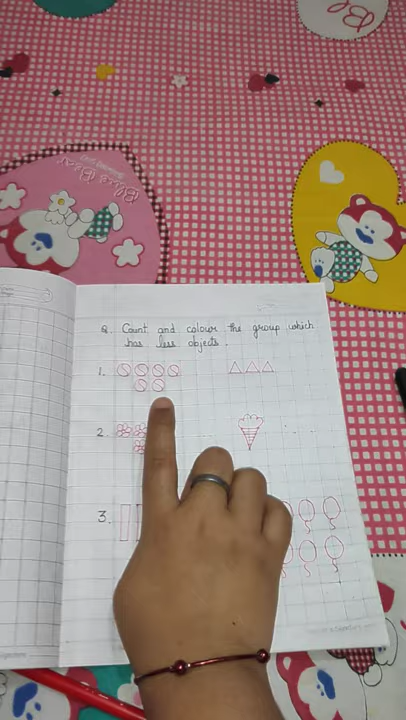 Q. Count and colour the group which
has less objects.
1.
2.
3.